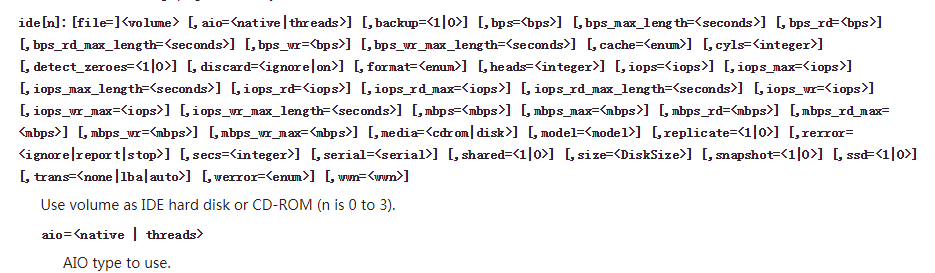 ide[n]: [file=]<volume> [,aio=<native|threads>] [,backup=<1|0>] [,bps=<bps>] [,bps_max_length=<seconds>] [,bps_rd=<bps>]
[,bps_rd_max_length=<seconds>] [,bps_wr=<bps>] [,bps_wr_max_length=<seconds>] [,cache=<enum>] [,cyls=<integer>]
[,detect_zeroes=<1|0>] [,discard=<ignore|on>] [,format=<enum>] [,heads=<integer>] [,iops=<iops>] [,iops_max=<iops>]
[,iops_max_length=<seconds>] [,iops_rd=<iops>] [,iops_rd_max=<iops>] [,iops_rd_max_length=<seconds>] [,iops_wr=<iops>]
[,iops_wr_max=<iops>] [,iops_wr_max_length=<seconds>] [,mbps=<mbps>] [,mbps_max=<mbps>] [,mbps_rd=<mbps>] [,mbps_rd_max=
<mbps>] [,mbps_wr=<mbps>] [,mbps_wr_max=<mbps>] [,media=<cdrom|disk>] [,model=<model>] [,replicate=<1|0>] [,rerror=
<ignore|report|stop>] [,secs=<integer>] [,serial=<serial>] [,shared=<1|0>] [,size=<DiskSize>] [,snapshot=<1|0>] [,ssd=<1|0>]
[,trans=<none|lba|auto>] [,werror=<enum>] [,wwn=<wwn>]
Use volume as IDE hard disk or CD-ROM (n is 0 to 3).
aio=<native | threads>
AIO type to use.